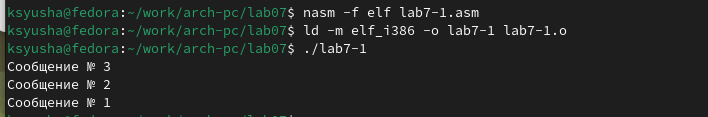 ksyusha@fedora:~/work/arch-pc/lab07$ nasm -f elf lab7-1.asm
ksyusha@fedora:~/work/arch-pc/lab07$ ld -m elf_i386 -o lab7-1 lab7-1.o
ksyusha@fedora:~/work/arch-pc/lab07$ ./lab7-1
Сообщение № 3
Сообщение № 2
Сообщение № 1